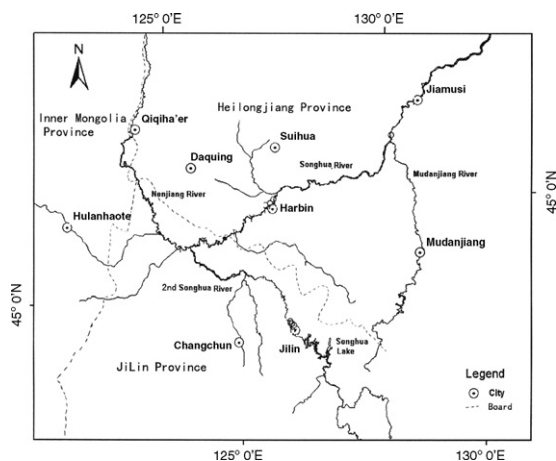 125° 0'E
130° 0'E
Jiamusi
Heilongjiang Province
Inner Mongolia
Province
Qiqiha'er
Suihua
Daquing
Songhua
River
Mudanjiang River
45° 0'N
Nenjiang River
Harbin
Hulanhaote
Mudanjiang
45° 0'N
2nd Songhua
River
Songhua
Lake
Changchun
Jilin
JiLin Province
Legend
City
Board
125° 0'E
130° 0'E